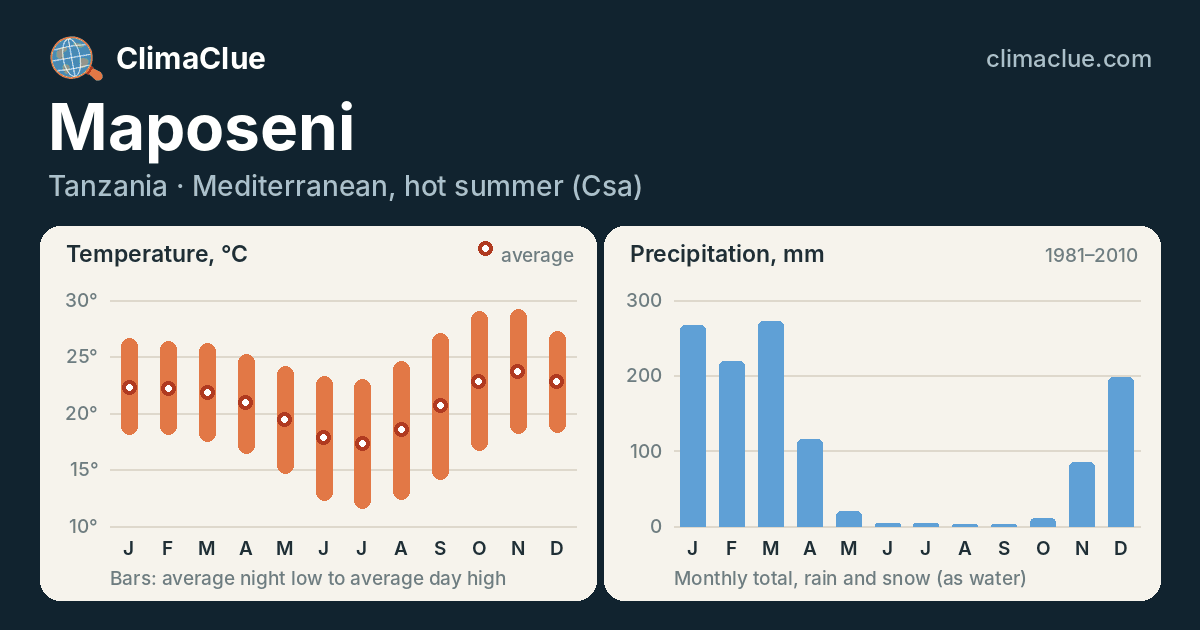 ClimaClue
climaclue.com
Maposeni
Tanzania · Mediterranean, hot summer (Csa)
Temperature, °C
average
30°
25°
20°
15°
10°
J F M A M J J A S O N D
Bars: average night low to average day high
Precipitation, mm
1981–2010
300
200
100
0
J F M A M J J A S O N D
Monthly total, rain and snow (as water)